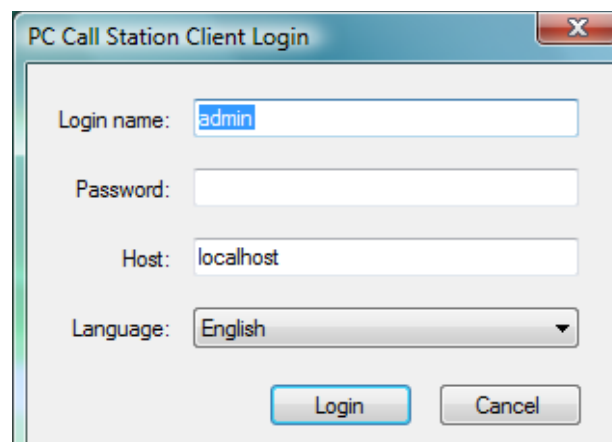 PC Call Station Client Login
Login name: admin
Password:
Host: localhost
Language: English
Login Cancel